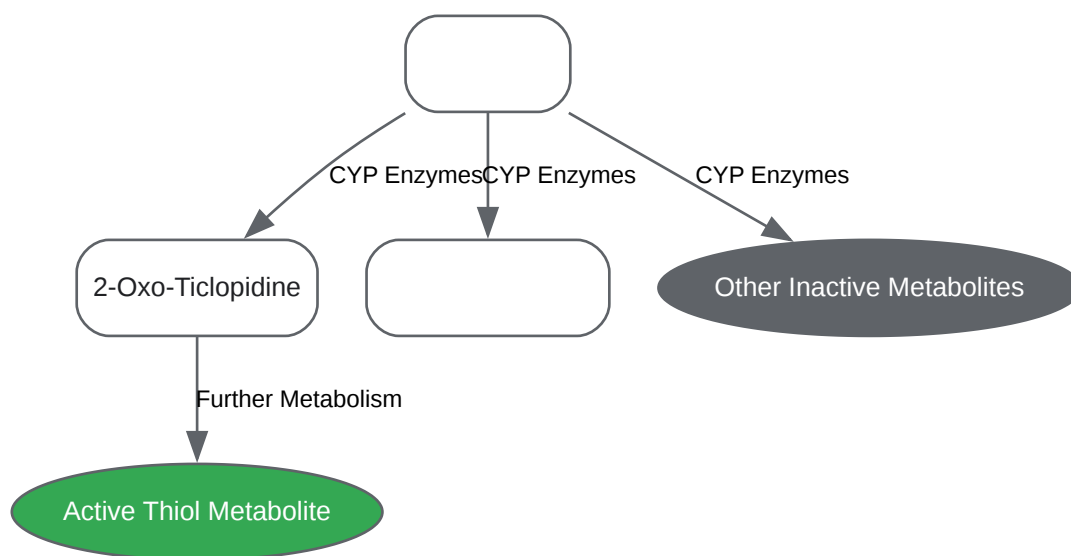 CYP Enzymes
CYP Enzymes
CYP Enzymes
2-Oxo-Ticlopidine
Other Inactive Metabolites
Further Metabolism
Active Thiol Metabolite